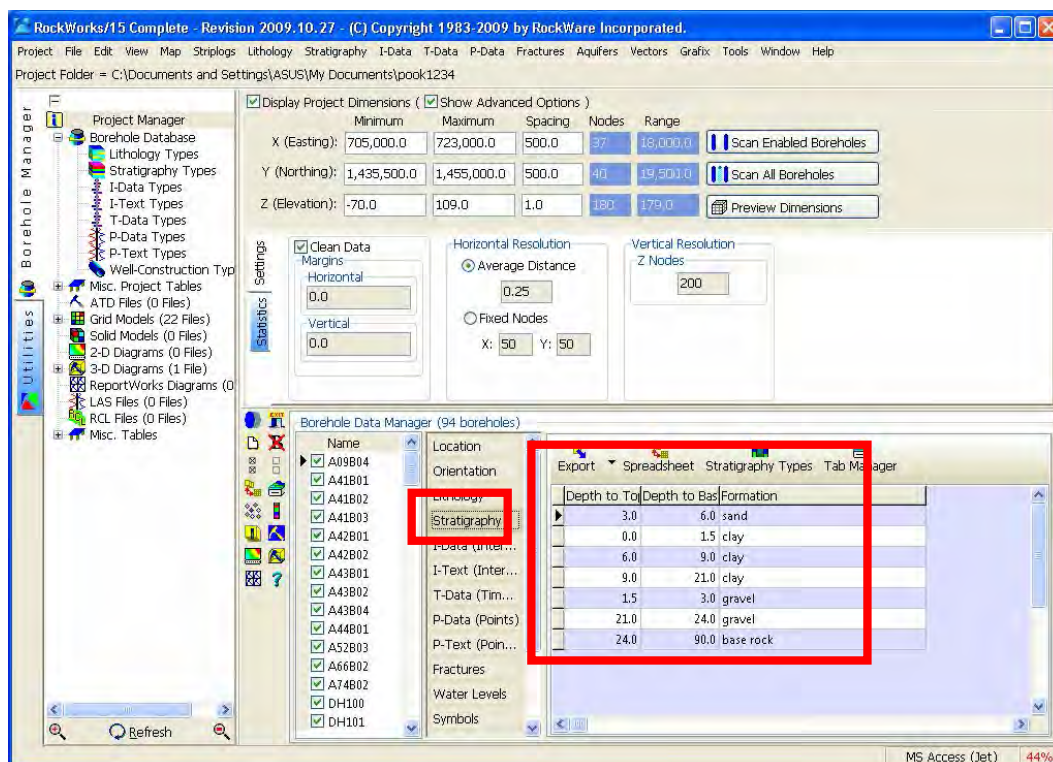 RockWorks/15 Complete - Revision 2009.10.27 - (C) Copyright 1983-2009 by RockWare Incorporated.
Project File Edit View Map Striplogs Lithology Stratigraphy I-Data T-Data P-Data Fractures Aquifers Vectors Grafix Tools Window Help
Project Folder = C:\Documents and Settings\ASUS\My Documents\pook1234
Borehole Manager
Utilities
Project Manager
Borehole Database
Lithology Types
Stratigraphy Types
I-Data Types
I-Text Types
T-Data Types
P-Data Types
P-Text Types
Well-Construction Typ
Misc. Project Tables
ATD Files (0 Files)
Grid Models (22 Files)
Solid Models (0 Files)
2-D Diagrams (0 Files)
3-D Diagrams (1 File)
ReportWorks Diagrams (0
LAS Files (0 Files)
RCL Files (0 Files)
Misc. Tables
Refresh
Display Project Dimensions ( Show Advanced Options )
Minimum Maximum Spacing Nodes Range
X (Easting): 705,000.0 723,000.0 500.0 37 18,000.0 Scan Enabled Boreholes
Y (Northing): 1,435,500.0 1,455,000.0 500.0 40 19,500.0 Scan All Boreholes
Z (Elevation): -70.0 109.0 1.0 180 179.0 Preview Dimensions
Settings
Statistics
Clean Data
Margins
Horizontal
0.0
Vertical
0.0
Horizontal Resolution
Average Distance
0.25
Fixed Nodes
X: 50 Y: 50
Vertical Resolution
Z Nodes
200
Borehole Data Manager (94 boreholes)
Name
A09B04
A41B01
A41B02
A41B03
A42B01
A42B02
A43B01
A43B02
A43B04
A44B01
A52B03
A66B02
A74B02
DH100
DH101
Location
Orientation
Lithology
Stratigraphy
I-Data (Inter...
I-Text (Inter...
T-Data (Tim...
P-Data (Points)
P-Text (Poin...
Fractures
Water Levels
Symbols
Export Spreadsheet Stratigraphy Types Tab Manager
Depth to To Depth to Bas Formation
3.0 6.0 sand
0.0 1.5 clay
6.0 9.0 clay
9.0 21.0 clay
1.5 3.0 gravel
21.0 24.0 gravel
24.0 90.0 base rock
MS Access (Jet) 44%